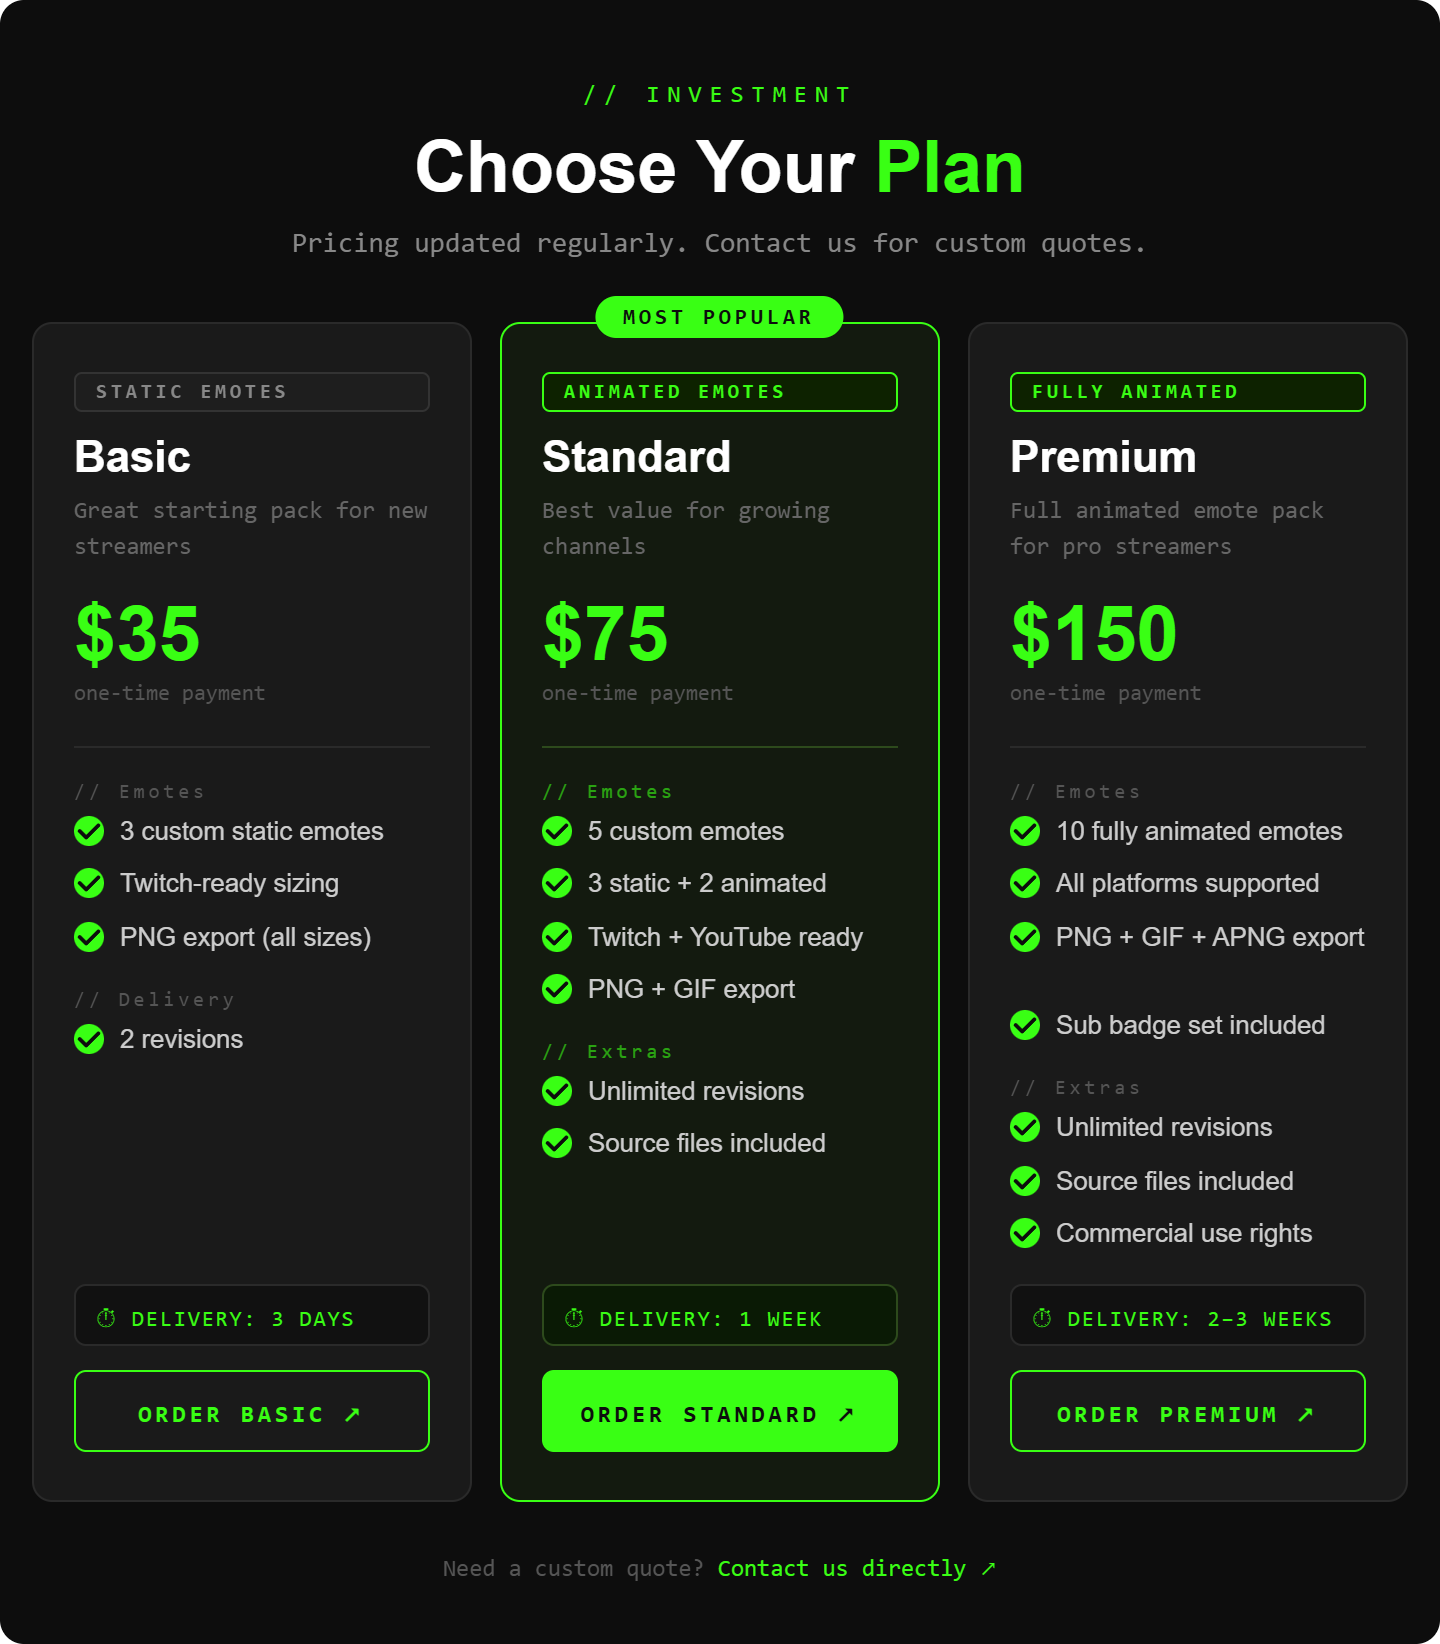 // INVESTMENT
Choose Your Plan
Pricing updated regularly. Contact us for custom quotes.
STATIC EMOTES
Basic
Great starting pack for new
streamers
$35
one-time payment
// Emotes
3 custom static emotes
Twitch-ready sizing
PNG export (all sizes)
// Delivery
2 revisions
⏱ DELIVERY: 3 DAYS
ORDER BASIC ↗
MOST POPULAR
ANIMATED EMOTES
Standard
Best value for growing
channels
$75
one-time payment
// Emotes
5 custom emotes
3 static + 2 animated
Twitch + YouTube ready
PNG + GIF export
// Extras
Unlimited revisions
Source files included
⏱ DELIVERY: 1 WEEK
ORDER STANDARD ↗
FULLY ANIMATED
Premium
Full animated emote pack
for pro streamers
$150
one-time payment
// Emotes
10 fully animated emotes
All platforms supported
PNG + GIF + APNG export
Sub badge set included
// Extras
Unlimited revisions
Source files included
Commercial use rights
⏱ DELIVERY: 2–3 WEEKS
ORDER PREMIUM ↗
Need a custom quote? Contact us directly ↗